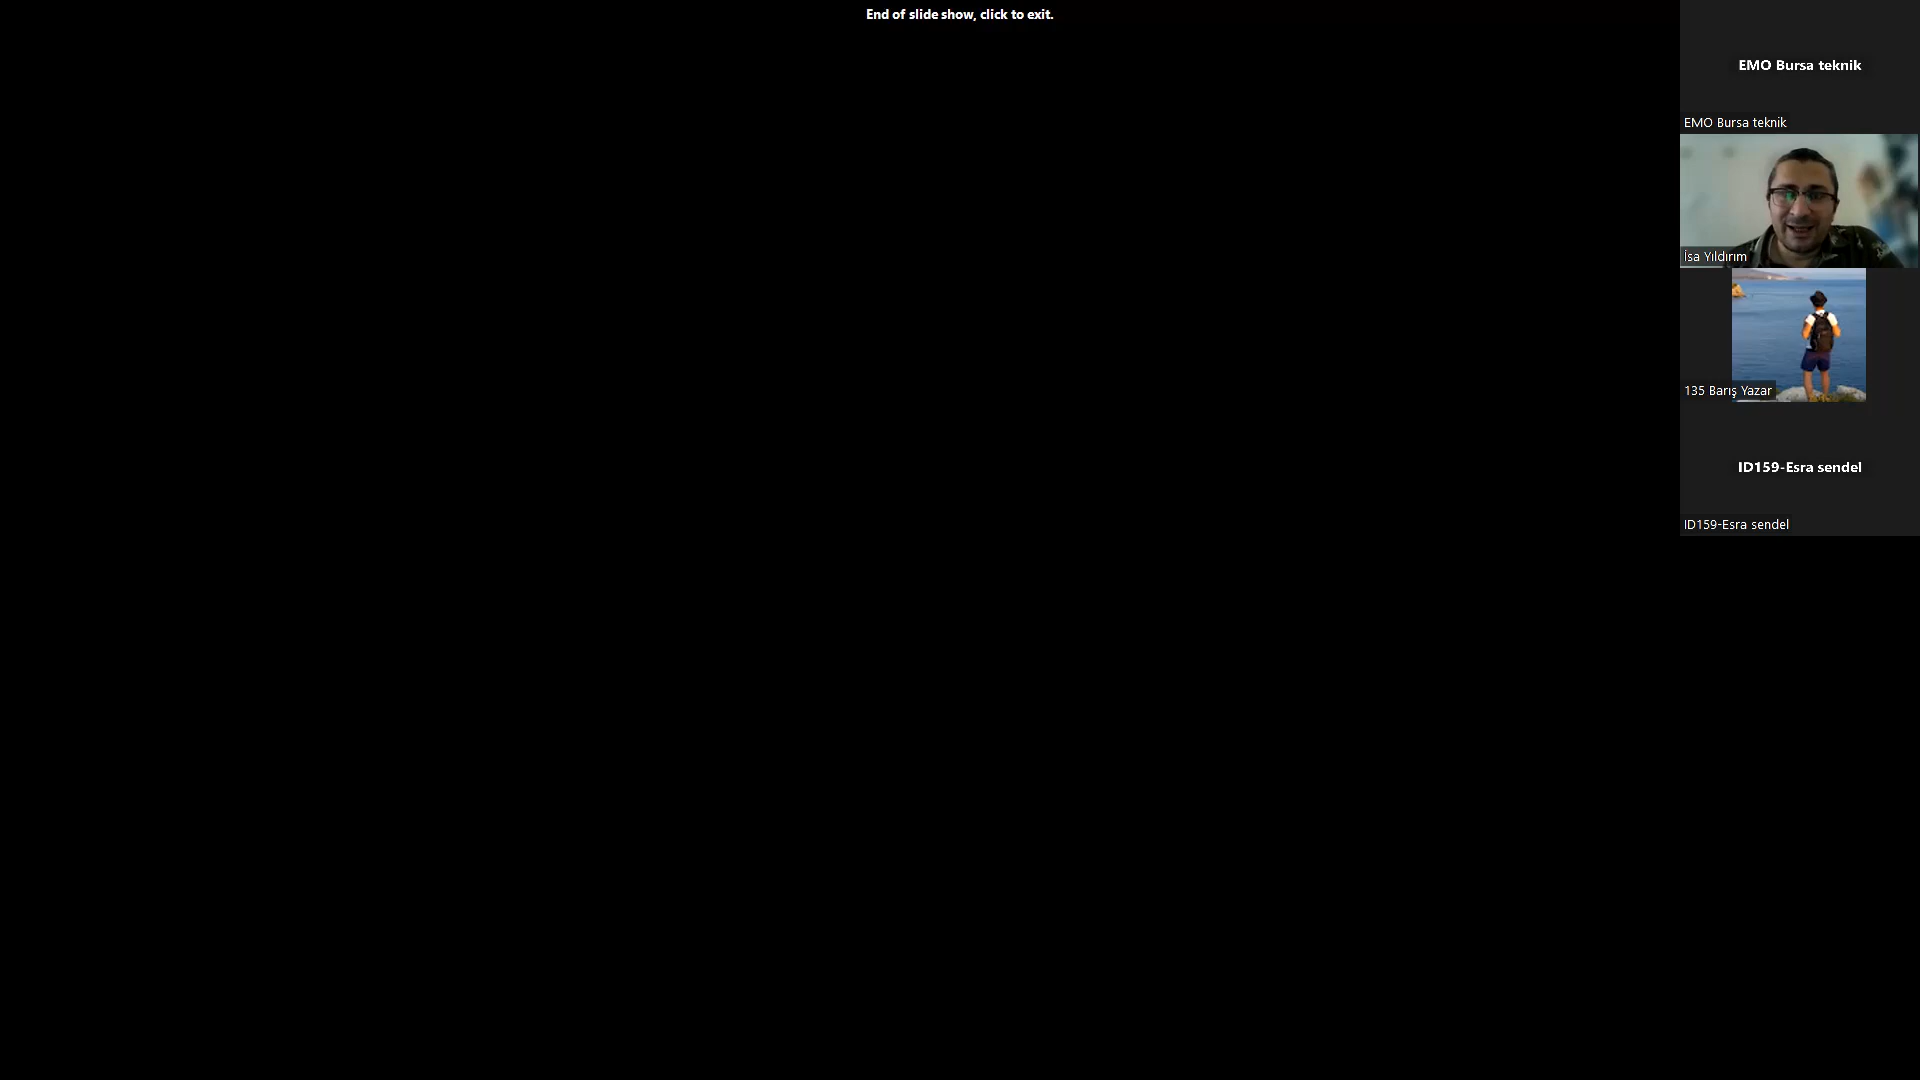 End of slide show, click to exit.
EMO Bursa teknik
EMO Bursa teknik
İsa Yıldırım
135 Barış Yazar
ID159-Esra sendel
ID159-Esra sendel